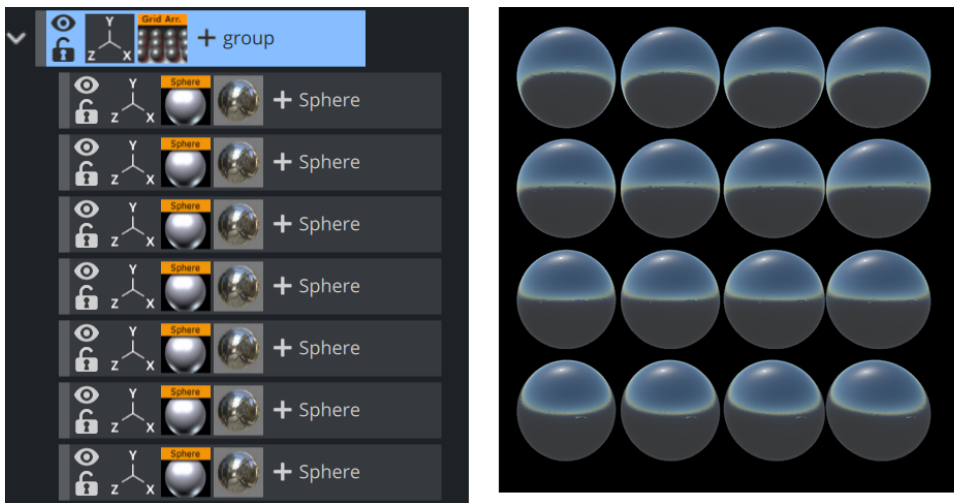 Y
Z X
Grid Arr.
+ group
Y
Z X
Sphere
+ Sphere
Y
Z X
Sphere
+ Sphere
Y
Z X
Sphere
+ Sphere
Y
Z X
Sphere
+ Sphere
Y
Z X
Sphere
+ Sphere
Y
Z X
Sphere
+ Sphere
Y
Z X
Sphere
+ Sphere